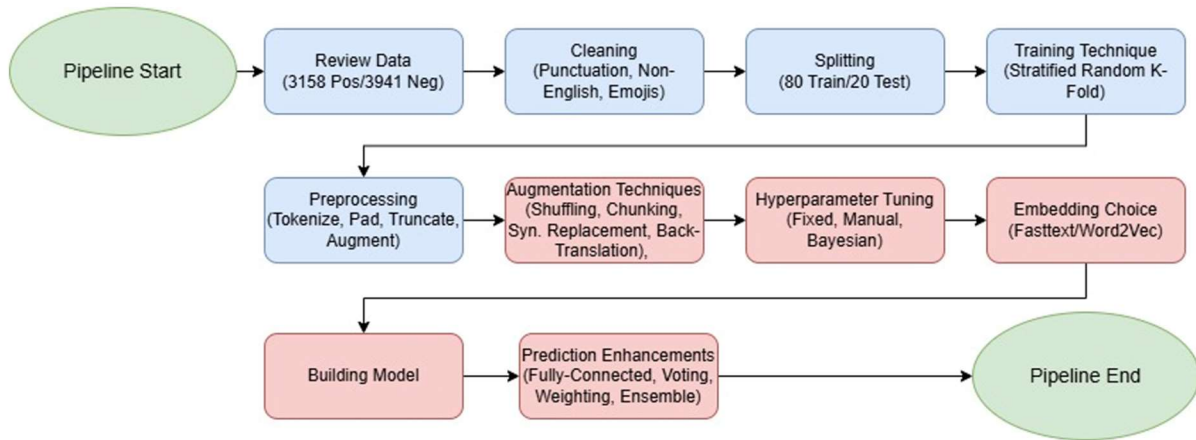 Pipeline Start
Review Data
(3158 Pos/3941 Neg)
Cleaning
(Punctuation, Non-
English, Emojis)
Splitting
(80 Train/20 Test)
Training Technique
(Stratified Random K-
Fold)
Preprocessing
(Tokenize, Pad, Truncate,
Augment)
Augmentation Techniques
(Shuffling, Chunking,
Syn. Replacement, Back-
Translation),
Hyperparameter Tuning
(Fixed, Manual,
Bayesian)
Embedding Choice
(Fasttext/Word2Vec)
Building Model
Prediction Enhancements
(Fully-Connected, Voting,
Weighting, Ensemble)
Pipeline End